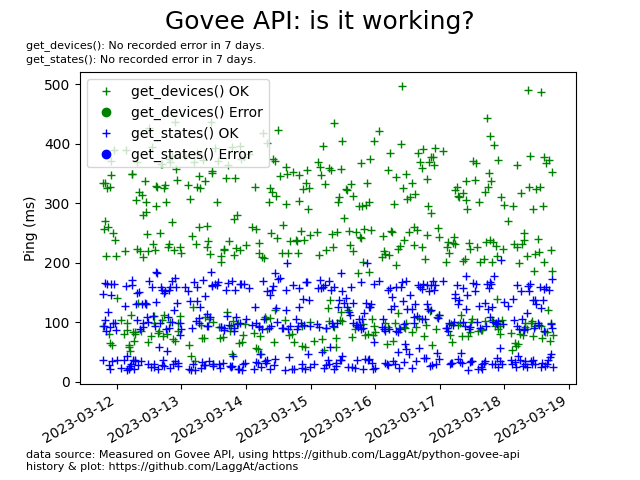 Govee API: is it working?
get_devices(): No recorded error in 7 days.
get_states(): No recorded error in 7 days.
get_devices() OK
get_devices() Error
get_states() OK
get_states() Error
Ping (ms)
500
400
300
200
100
0
2023-03-12
2023-03-13
2023-03-14
2023-03-15
2023-03-16
2023-03-17
2023-03-18
2023-03-19
data source: Measured on Govee API, using https://github.com/LaggAt/python-govee-api
history & plot: https://github.com/LaggAt/actions